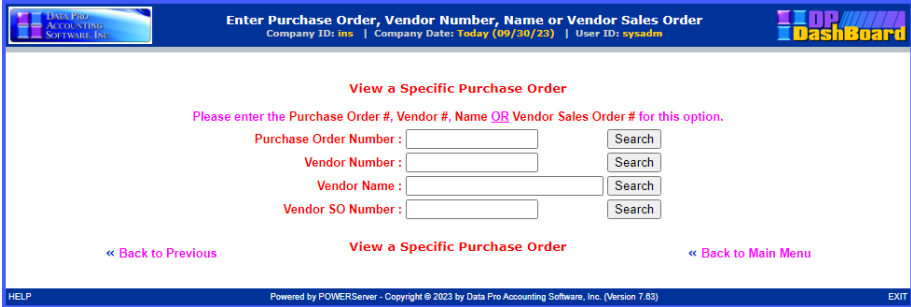 DATA PRO
ACCOUNTING
SOFTWARE, INC.
Enter Purchase Order, Vendor Number, Name or Vendor Sales Order
Company ID: ins | Company Date: Today (09/30/23) | User ID: sysadm
OP
DashBoard
View a Specific Purchase Order
Please enter the Purchase Order #, Vendor #, Name OR Vendor Sales Order # for this option.
Purchase Order Number : Search
Vendor Number : Search
Vendor Name : Search
Vendor SO Number : Search
« Back to Previous View a Specific Purchase Order « Back to Main Menu
HELP Powered by POWERServer - Copyright © 2023 by Data Pro Accounting Software, Inc. (Version 7.63) EXIT